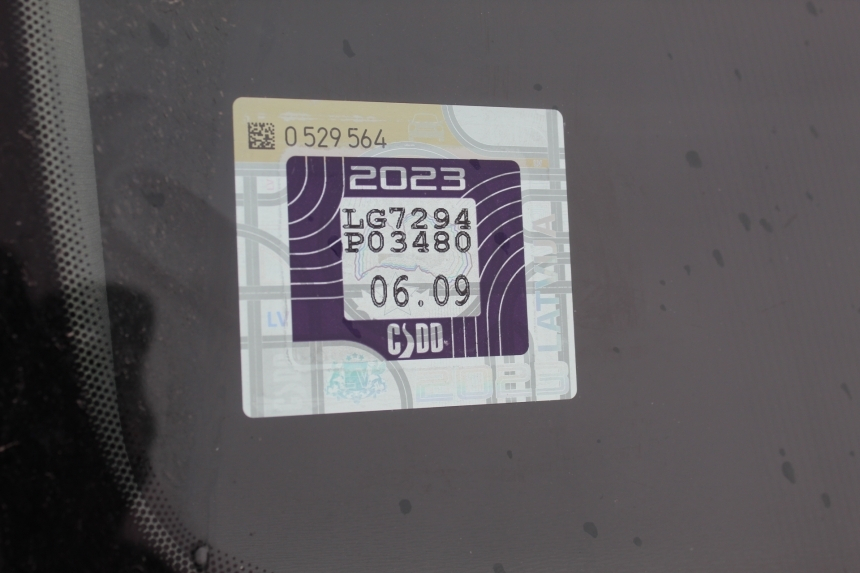 0 529 564
2023
LG7294
P03480
06.09
CSDD
LV
LATVIA